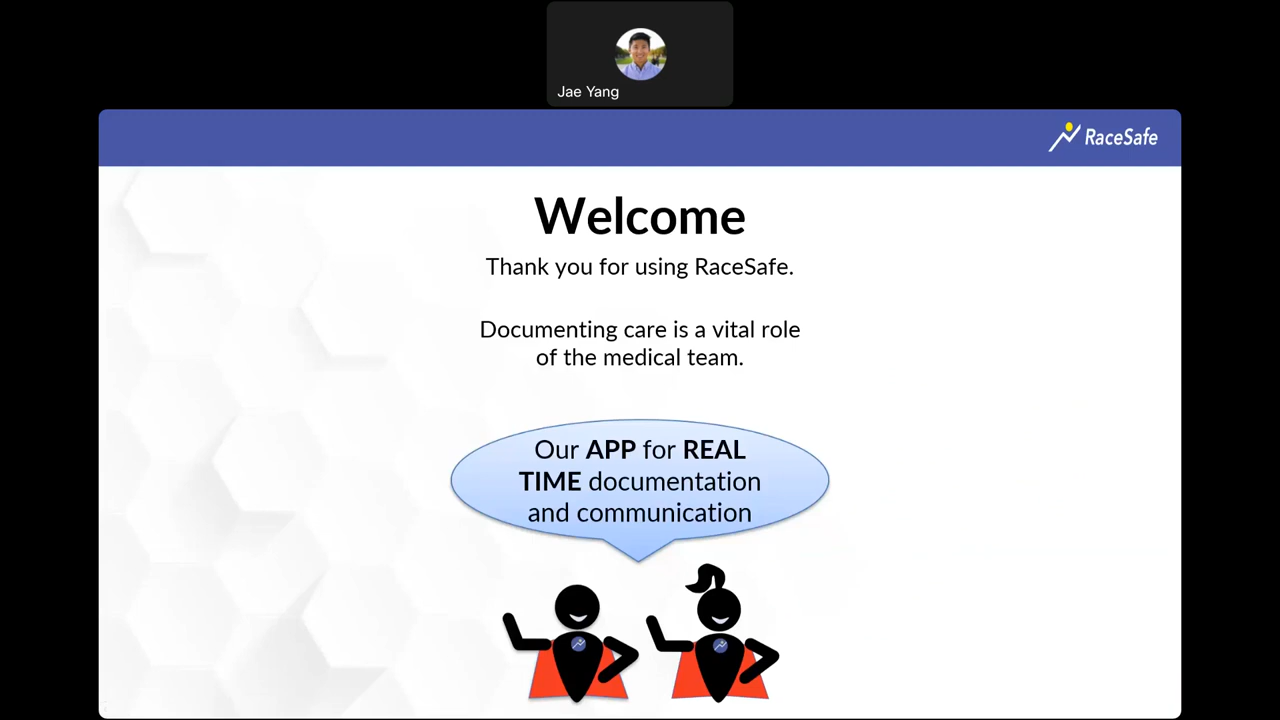 Jae Yang
RaceSafe
Welcome
Thank you for using RaceSafe.
Documenting care is a vital role
of the medical team.
Our APP for REAL
TIME documentation
and communication